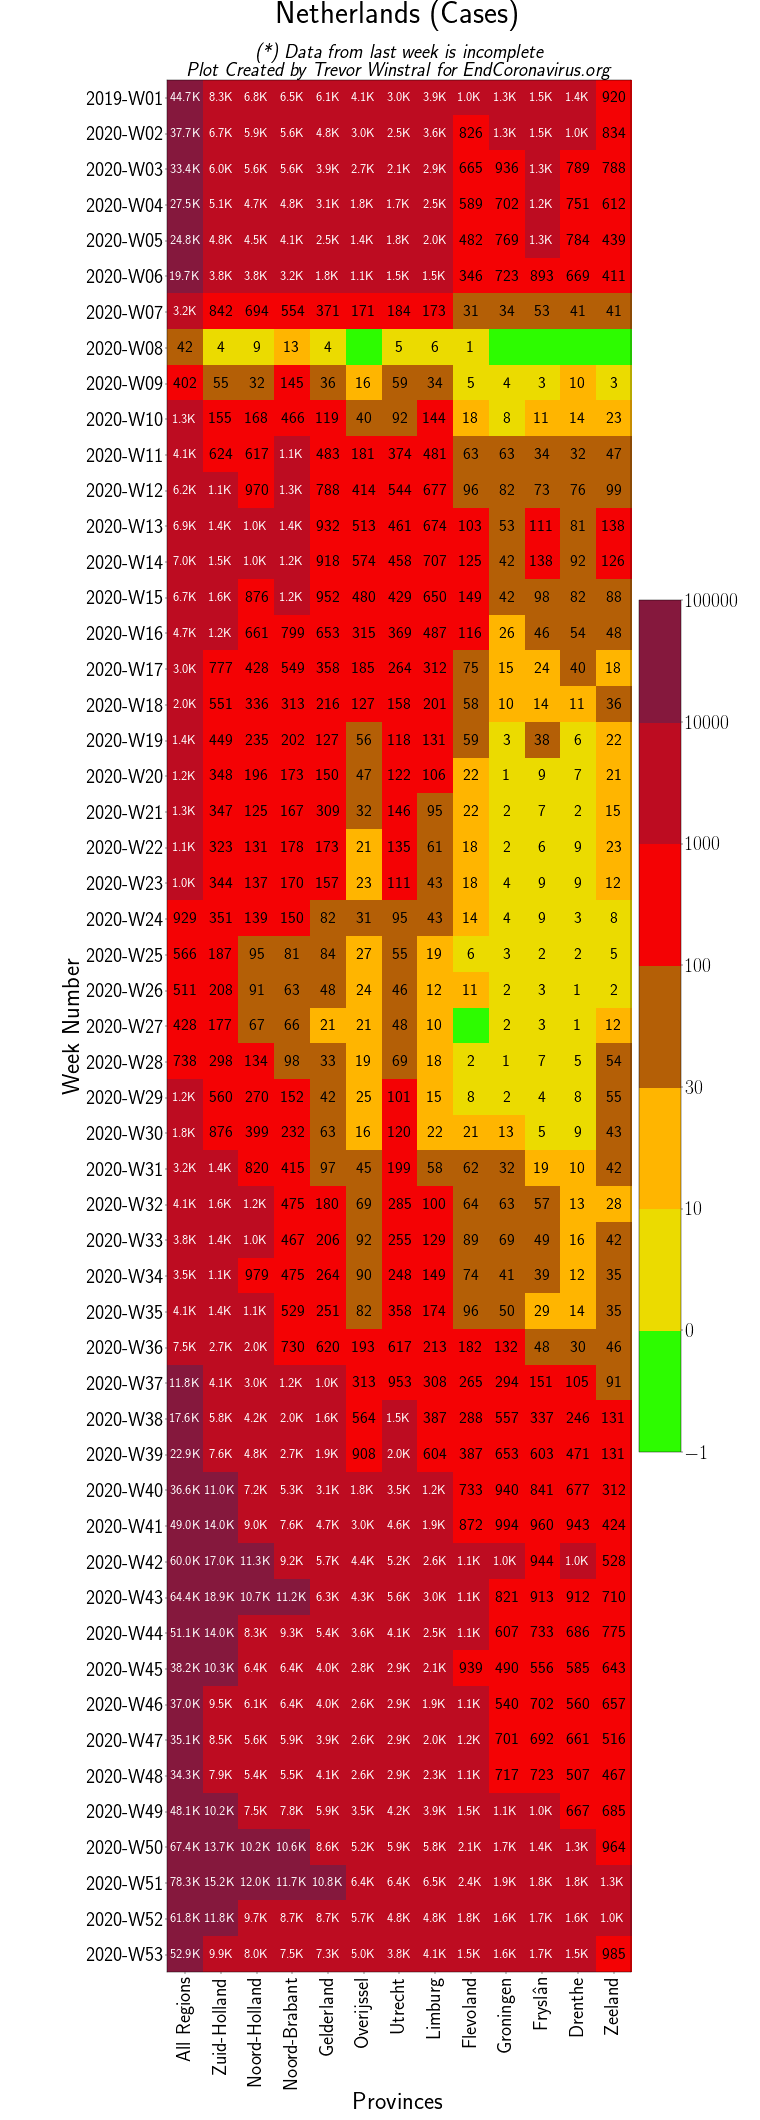 Netherlands (Cases)
(*) Data from last week is incomplete
Plot Created by Trevor Winstral for EndCoronavirus.org
2019-W01 44.7K 8.3K 6.8K 6.5K 6.1K 4.1K 3.0K 3.9K 1.0K 1.3K 1.5K 1.4K 920
2020-W02 37.7K 6.7K 5.9K 5.6K 4.8K 3.0K 2.5K 3.6K 826 1.3K 1.5K 1.0K 834
2020-W03 33.4K 6.0K 5.6K 5.6K 3.9K 2.7K 2.1K 2.9K 665 936 1.3K 789 788
2020-W04 27.5K 5.1K 4.7K 4.8K 3.1K 1.8K 1.7K 2.5K 589 702 1.2K 751 612
2020-W05 24.8K 4.8K 4.5K 4.1K 2.5K 1.4K 1.8K 2.0K 482 769 1.3K 784 439
2020-W06 19.7K 3.8K 3.8K 3.2K 1.8K 1.1K 1.5K 1.5K 346 723 893 669 411
2020-W07 3.2K 842 694 554 371 171 184 173 31 34 53 41 41
2020-W08 42 4 9 13 4 5 6 1
2020-W09 402 55 32 145 36 16 59 34 5 4 3 10 3
2020-W10 1.3K 155 168 466 119 40 92 144 18 8 11 14 23
2020-W11 4.1K 624 617 1.1K 483 181 374 481 63 63 34 32 47
2020-W12 6.2K 1.1K 970 1.3K 788 414 544 677 96 82 73 76 99
2020-W13 6.9K 1.4K 1.0K 1.4K 932 513 461 674 103 53 111 81 138
2020-W14 7.0K 1.5K 1.0K 1.2K 918 574 458 707 125 42 138 92 126
2020-W15 6.7K 1.6K 876 1.2K 952 480 429 650 149 42 98 82 88
2020-W16 4.7K 1.2K 661 799 653 315 369 487 116 26 46 54 48
2020-W17 3.0K 777 428 549 358 185 264 312 75 15 24 40 18
2020-W18 2.0K 551 336 313 216 127 158 201 58 10 14 11 36
2020-W19 1.4K 449 235 202 127 56 118 131 59 3 38 6 22
2020-W20 1.2K 348 196 173 150 47 122 106 22 1 9 7 21
2020-W21 1.3K 347 125 167 309 32 146 95 22 2 7 2 15
2020-W22 1.1K 323 131 178 173 21 135 61 18 2 6 9 23
2020-W23 1.0K 344 137 170 157 23 111 43 18 4 9 9 12
2020-W24 929 351 139 150 82 31 95 43 14 4 9 3 8
2020-W25 566 187 95 81 84 27 55 19 6 3 2 2 5
2020-W26 511 208 91 63 48 24 46 12 11 2 3 1 2
2020-W27 428 177 67 66 21 21 48 10 2 3 1 12
2020-W28 738 298 134 98 33 19 69 18 2 1 7 5 54
2020-W29 1.2K 560 270 152 42 25 101 15 8 2 4 8 55
2020-W30 1.8K 876 399 232 63 16 120 22 21 13 5 9 43
2020-W31 3.2K 1.4K 820 415 97 45 199 58 62 32 19 10 42
2020-W32 4.1K 1.6K 1.2K 475 180 69 285 100 64 63 57 13 28
2020-W33 3.8K 1.4K 1.0K 467 206 92 255 129 89 69 49 16 42
2020-W34 3.5K 1.1K 979 475 264 90 248 149 74 41 39 12 35
2020-W35 4.1K 1.4K 1.1K 529 251 82 358 174 96 50 29 14 35
2020-W36 7.5K 2.7K 2.0K 730 620 193 617 213 182 132 48 30 46
2020-W37 11.8K 4.1K 3.0K 1.2K 1.0K 313 953 308 265 294 151 105 91
2020-W38 17.6K 5.8K 4.2K 2.0K 1.6K 564 1.5K 387 288 557 337 246 131
2020-W39 22.9K 7.6K 4.8K 2.7K 1.9K 908 2.0K 604 387 653 603 471 131
2020-W40 36.6K 11.0K 7.2K 5.3K 3.1K 1.8K 3.5K 1.2K 733 940 841 677 312
2020-W41 49.0K 14.0K 9.0K 7.6K 4.7K 3.0K 4.6K 1.9K 872 994 960 943 424
2020-W42 60.0K 17.0K 11.3K 9.2K 5.7K 4.4K 5.2K 2.6K 1.1K 1.0K 944 1.0K 528
2020-W43 64.4K 18.9K 10.7K 11.2K 6.3K 4.3K 5.6K 3.0K 1.1K 821 913 912 710
2020-W44 51.1K 14.0K 8.3K 9.3K 5.4K 3.6K 4.1K 2.5K 1.1K 607 733 686 775
2020-W45 38.2K 10.3K 6.4K 6.4K 4.0K 2.8K 2.9K 2.1K 939 490 556 585 643
2020-W46 37.0K 9.5K 6.1K 6.4K 4.0K 2.6K 2.9K 1.9K 1.1K 540 702 560 657
2020-W47 35.1K 8.5K 5.6K 5.9K 3.9K 2.6K 2.9K 2.0K 1.2K 701 692 661 516
2020-W48 34.3K 7.9K 5.4K 5.5K 4.1K 2.6K 2.9K 2.3K 1.1K 717 723 507 467
2020-W49 48.1K 10.2K 7.5K 7.8K 5.9K 3.5K 4.2K 3.9K 1.5K 1.1K 1.0K 667 685
2020-W50 67.4K 13.7K 10.2K 10.6K 8.6K 5.2K 5.9K 5.8K 2.1K 1.7K 1.4K 1.3K 964
2020-W51 78.3K 15.2K 12.0K 11.7K 10.8K 6.4K 6.4K 6.5K 2.4K 1.9K 1.8K 1.8K 1.3K
2020-W52 61.8K 11.8K 9.7K 8.7K 8.7K 5.7K 4.8K 4.8K 1.8K 1.6K 1.7K 1.6K 1.0K
2020-W53 52.9K 9.9K 8.0K 7.5K 7.3K 5.0K 3.8K 4.1K 1.5K 1.6K 1.7K 1.5K 985
Week Number
All Regions
Zuid-Holland
Noord-Holland
Noord-Brabant
Gelderland
Overijssel
Utrecht
Limburg
Flevoland
Groningen
Fryslân
Drenthe
Zeeland
Provinces
100000
10000
1000
100
30
10
0
−1